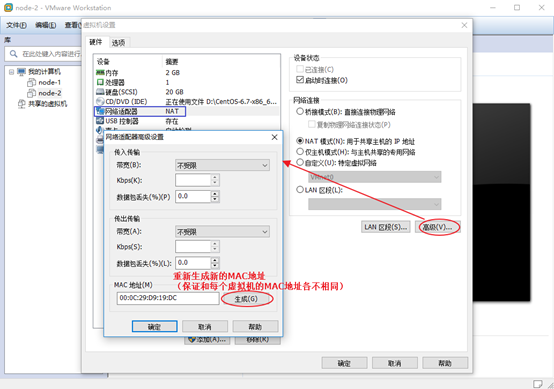 node-2 - VMware Workstation
文件(F) 编辑(E) 查看(
虚拟机设置
库
在此处键入内容进行
我的计算机
node-1
node-2
共享的虚拟机
硬件 选项
设备 摘要
内存 2 GB
处理器 1
硬盘(SCSI) 20 GB
CD/DVD (IDE) 正在使用文件 D:\CentOS-6.7-x86_6...
网络适配器 NAT
USB 控制器 存在
设备状态
已连接(C)
启动时连接(O)
网络连接
桥接模式(B): 直接连接物理网络
复制物理网络连接状态(P)
NAT 模式(N): 用于共享主机的 IP 地址
仅主机模式(H): 与主机共享的专用网络
自定义(U): 特定虚拟网络
VMnet0
LAN 区段(L):
LAN 区段(S)... 高级(V)...
网络适配器高级设置
传入传输
带宽(B): 不受限
Kbps(K):
数据包丢失(%)(P) 0.0
传出传输
带宽(A): 不受限
Kbps(S):
数据包丢失(%)(L): 0.0
重新生成新的MAC地址
（保证和每个虚拟机的MAC地址各不相同）
MAC 地址(M)
00:0C:29:D9:19:DC 生成(G)
确定 取消 帮助
添加(A)... 移除(R)
确定 取消 帮助